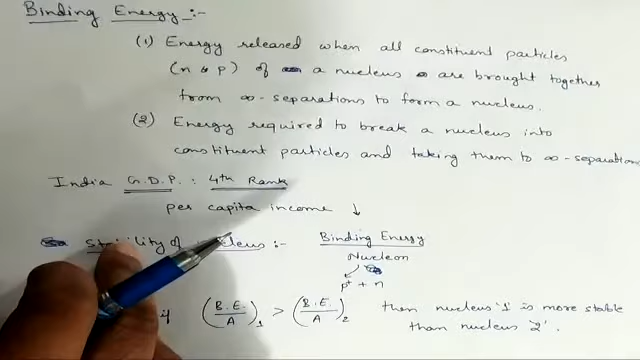 Binding Energy :-
(1) Energy released when all constituent particles
(n & p) of a nucleus are brought together
from ∞-separations to form a nucleus.
(2) Energy required to break a nucleus into
constituent particles and taking them to ∞-separation
India G.D.P. : 4th Rank
per capita income ↓
Stability of :-
Binding Energy
Nucleon
p+ + n
if (B.E./A)1 > (B.E./A)2 then nucleus '1' is more stable
than nucleus '2'.